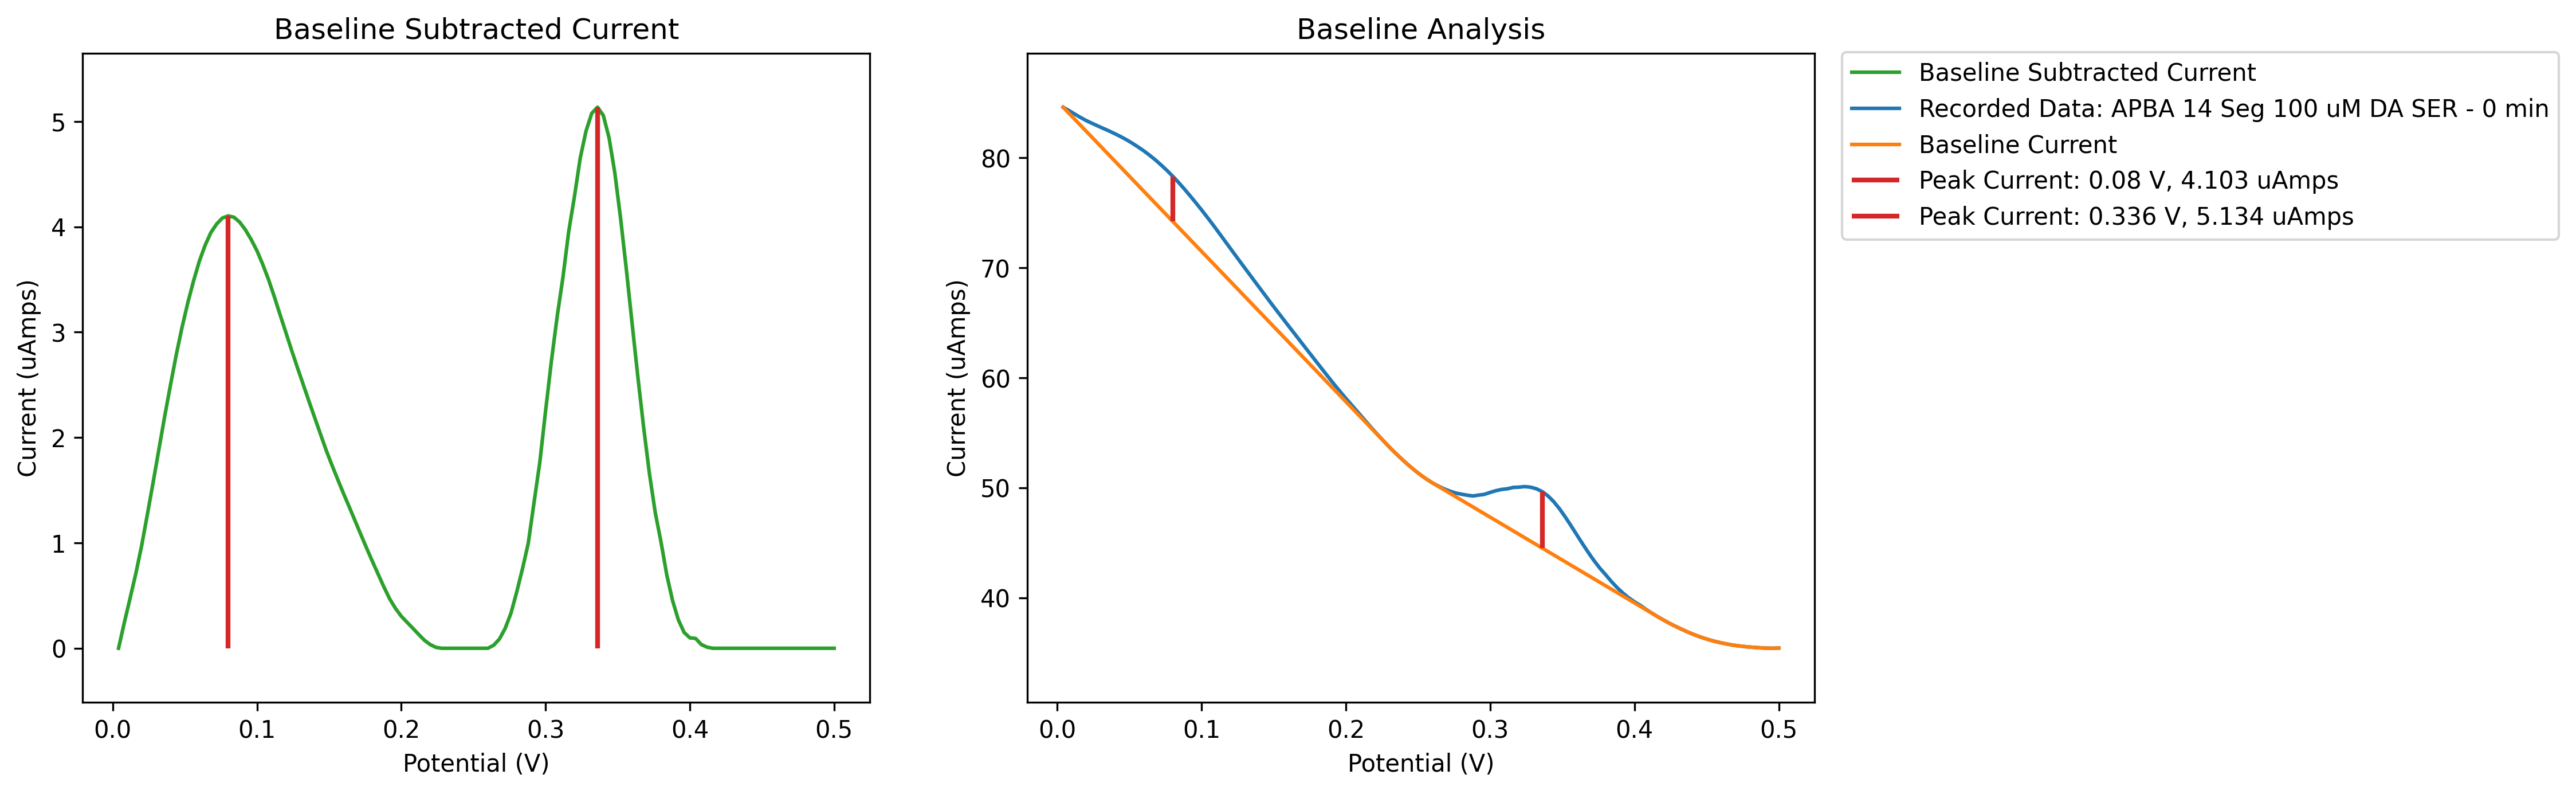 Baseline Subtracted Current
Current (uAmps)
5
4
3
2
1
0
0.0 0.1 0.2 0.3 0.4 0.5
Potential (V)
Baseline Analysis
Current (uAmps)
80
70
60
50
40
0.0 0.1 0.2 0.3 0.4 0.5
Potential (V)
Baseline Subtracted Current
Recorded Data: APBA 14 Seg 100 uM DA SER - 0 min
Baseline Current
Peak Current: 0.08 V, 4.103 uAmps
Peak Current: 0.336 V, 5.134 uAmps